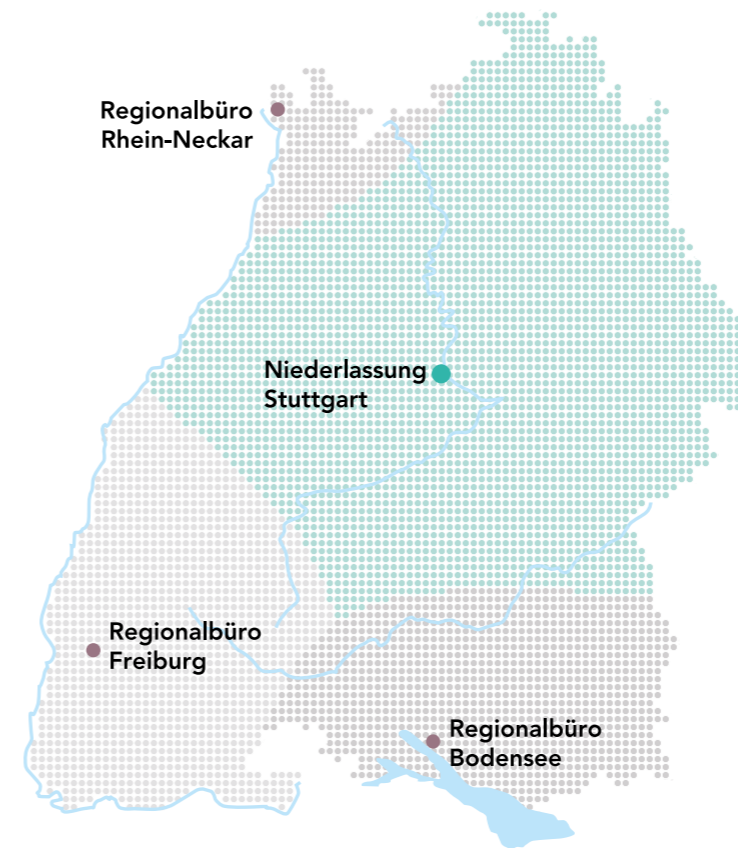 Regionalbüro
Rhein-Neckar
Niederlassung
Stuttgart
Regionalbüro
Freiburg
Regionalbüro
Bodensee